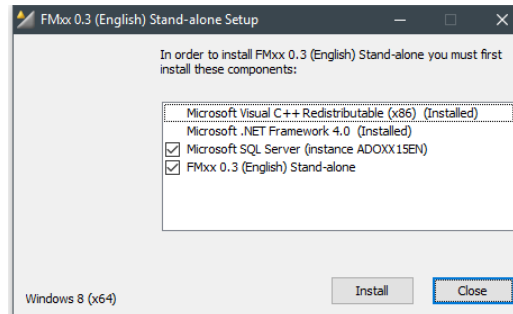 FMxx 0.3 (English) Stand-alone Setup
In order to install FMxx 0.3 (English) Stand-alone you must first
install these components:
Microsoft Visual C++ Redistributable (x86) (Installed)
Microsoft .NET Framework 4.0 (Installed)
Microsoft SQL Server (instance ADOXX15EN)
FMxx 0.3 (English) Stand-alone
Windows 8 (x64)
Install
Close